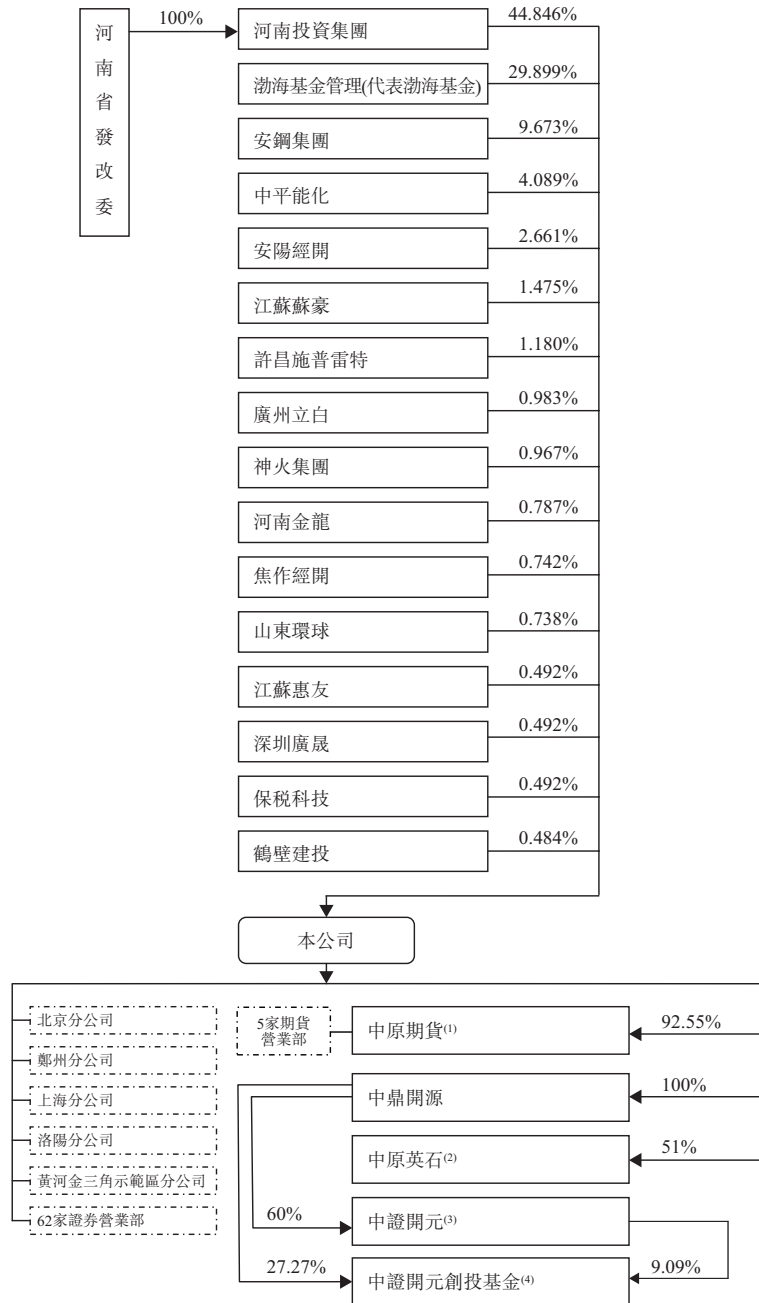 河南省發改委
100%
河南投資集團
44.846%
渤海基金管理(代表渤海基金)
29.899%
安鋼集團
9.673%
中平能化
4.089%
安陽經開
2.661%
江蘇蘇豪
1.475%
許昌施普雷特
1.180%
廣州立白
0.983%
神火集團
0.967%
河南金龍
0.787%
焦作經開
0.742%
山東環球
0.738%
江蘇惠友
0.492%
深圳廣晟
0.492%
保税科技
0.492%
鶴壁建投
0.484%
本公司
北京分公司
鄭州分公司
上海分公司
洛陽分公司
黃河金三角示範區分公司
62家證券營業部
5家期貨
營業部
中原期貨(1)
92.55%
中鼎開源
100%
中原英石(2)
51%
60%
中證開元(3)
27.27%
中證開元創投基金(4)
9.09%